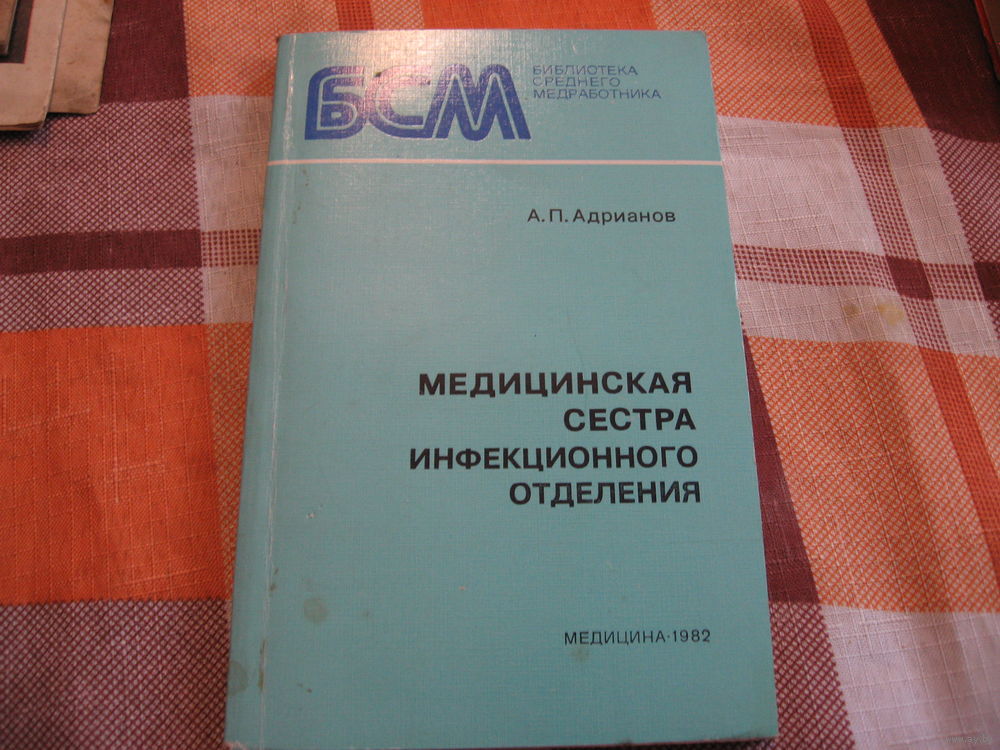 БСМ
БИБЛИОТЕКА
СРЕДНЕГО
МЕДРАБОТНИКА
А.П.Адрианов
МЕДИЦИНСКАЯ
СЕСТРА
ИНФЕКЦИОННОГО
ОТДЕЛЕНИЯ
МЕДИЦИНА·1982